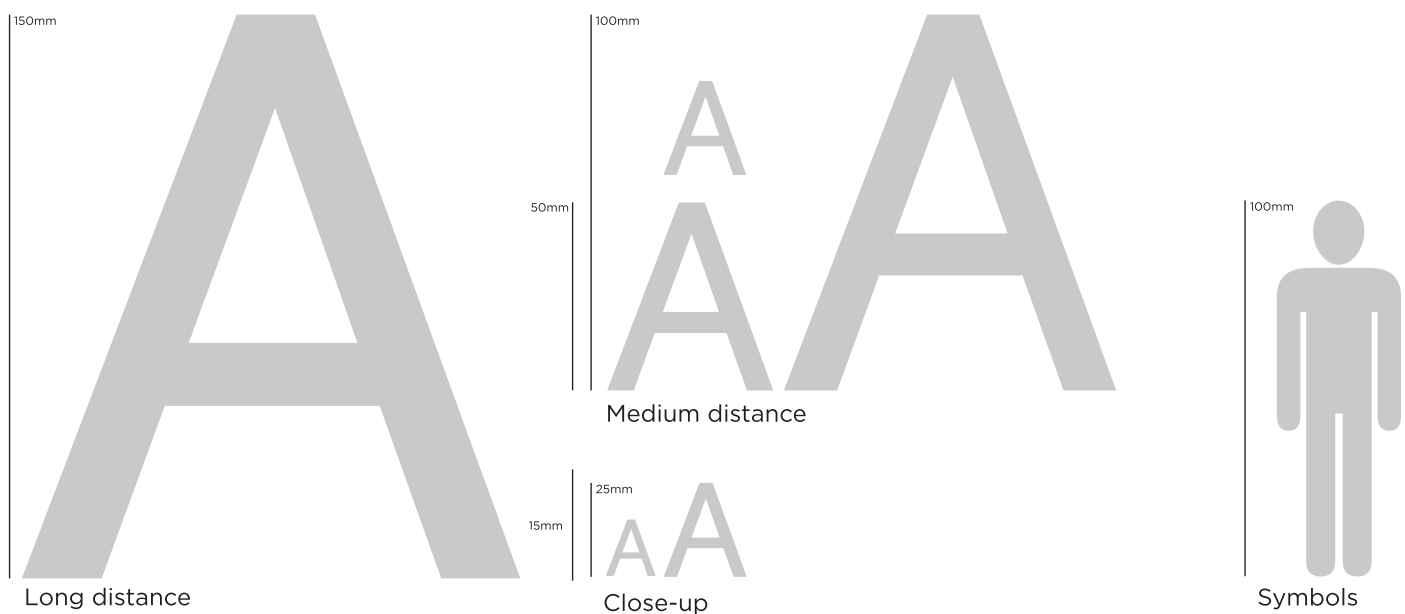 150mm
A
Long distance
100mm
A
A
50mm
A
Medium distance
25mm
15mm
A A
Close-up
100mm
Symbols